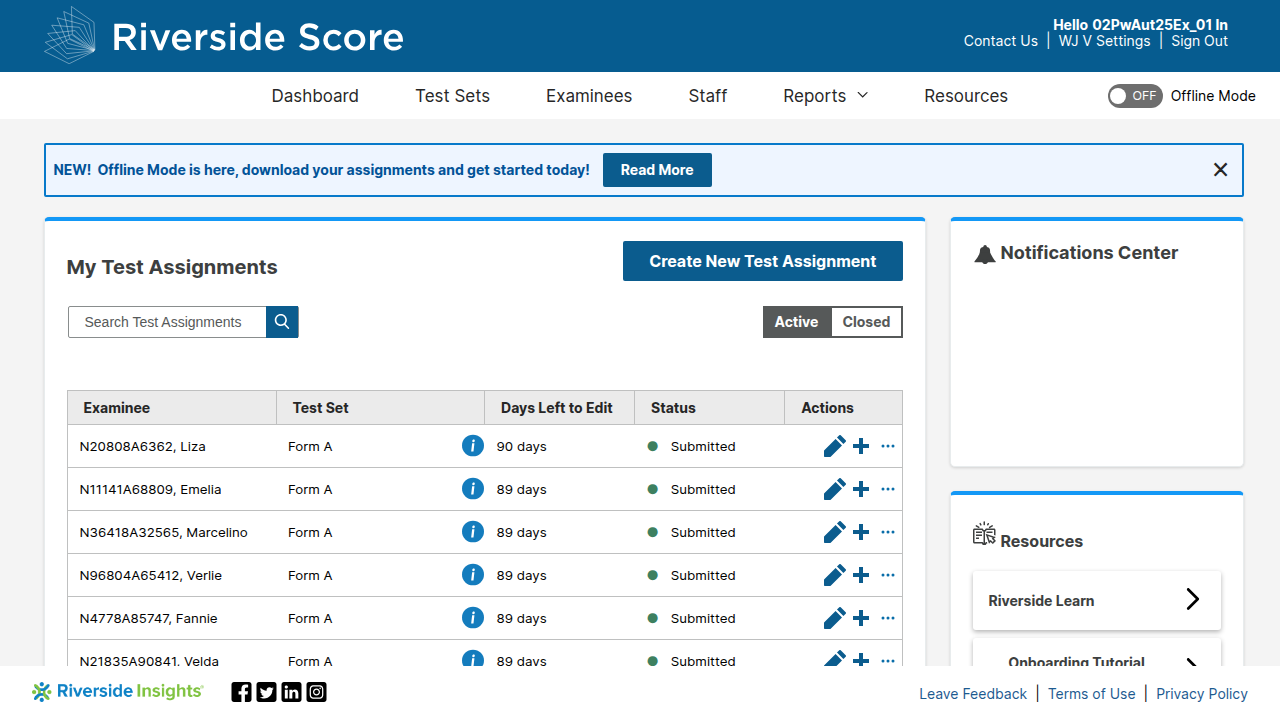 Riverside Score
Hello 02PwAut25Ex_01 In
Contact Us | WJ V Settings | Sign Out
Dashboard Test Sets Examinees Staff Reports Resources OFF Offline Mode
NEW! Offline Mode is here, download your assignments and get started today! Read More
My Test Assignments
Create New Test Assignment
Search Test Assignments
Active Closed
Examinee Test Set Days Left to Edit Status Actions
N20808A6362, Liza Form A i 90 days Submitted
N11141A68809, Emelia Form A i 89 days Submitted
N36418A32565, Marcelino Form A i 89 days Submitted
N96804A65412, Verlie Form A i 89 days Submitted
N4778A85747, Fannie Form A i 89 days Submitted
N21835A90841, Velda Form A i 89 days Submitted
Notifications Center
Resources
Riverside Learn
Onboarding Tutorial
Riverside Insights
Leave Feedback | Terms of Use | Privacy Policy